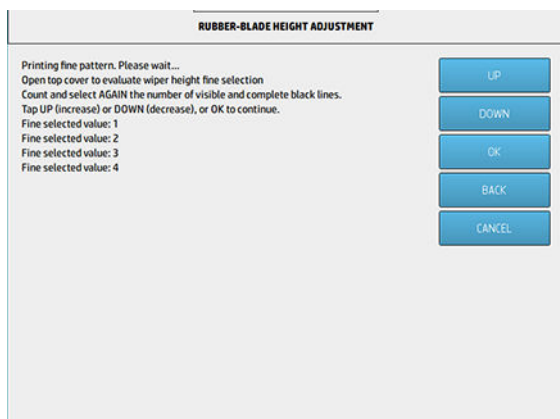 RUBBER-BLADE HEIGHT ADJUSTMENT
Printing fine pattern. Please wait...
Open top cover to evaluate wiper height fine selection
Count and select AGAIN the number of visible and complete black lines.
Tap UP (increase) or DOWN (decrease), or OK to continue.
Fine selected value: 1
Fine selected value: 2
Fine selected value: 3
Fine selected value: 4
UP
DOWN
OK
BACK
CANCEL